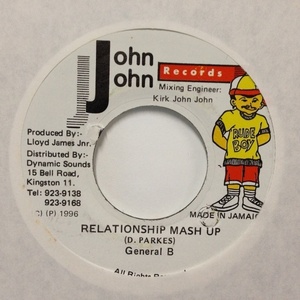 John
John
Records
Mixing Engineer:
Kirk John John
RUDE
BOY
Produced By:-
Lloyd James Jnr.
Distributed By:-
Dynamic Sounds
15 Bell Road,
Kingston 11.
Tel: 923-9138
923-9168
(C) (P) 1996
MADE IN JAMAIC
RELATIONSHIP MASH UP
(D. PARKES)
General B
All Rights